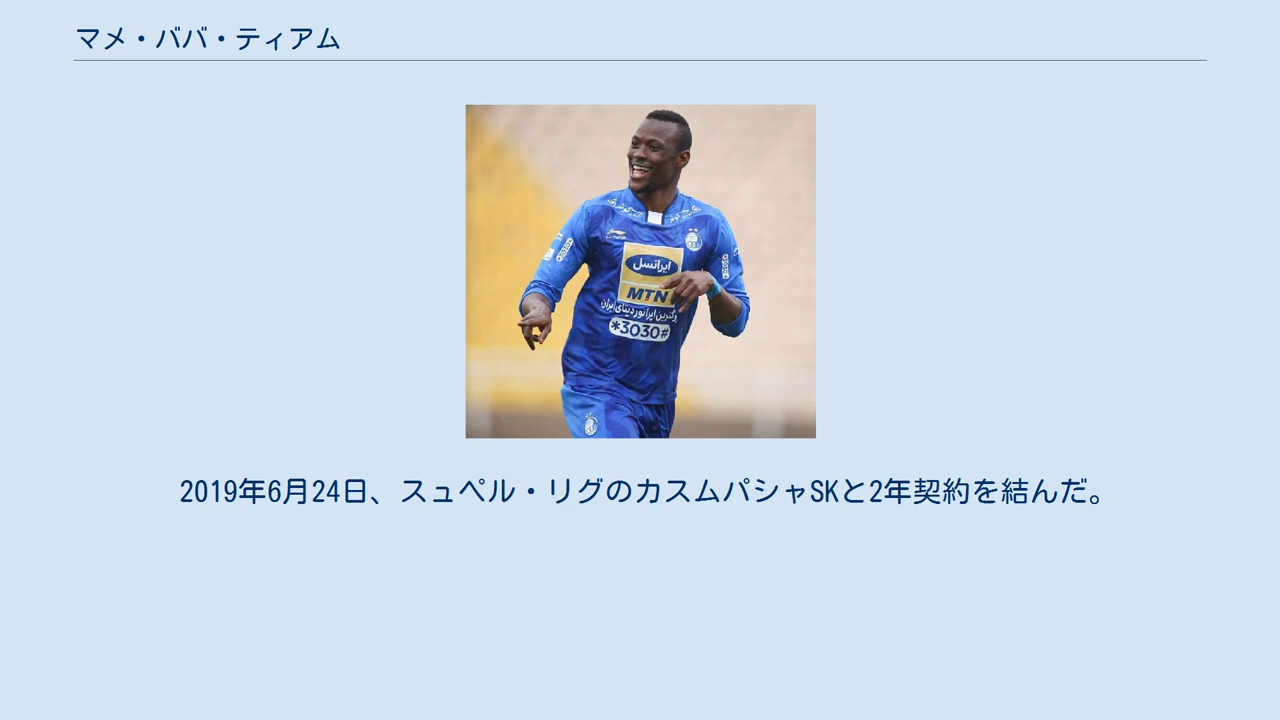 マメ・ババ・ティアム
ایرانسل
MTN
*3030#
2019年6月24日、スュペル・リグのカスムパシャSKと2年契約を結んだ。